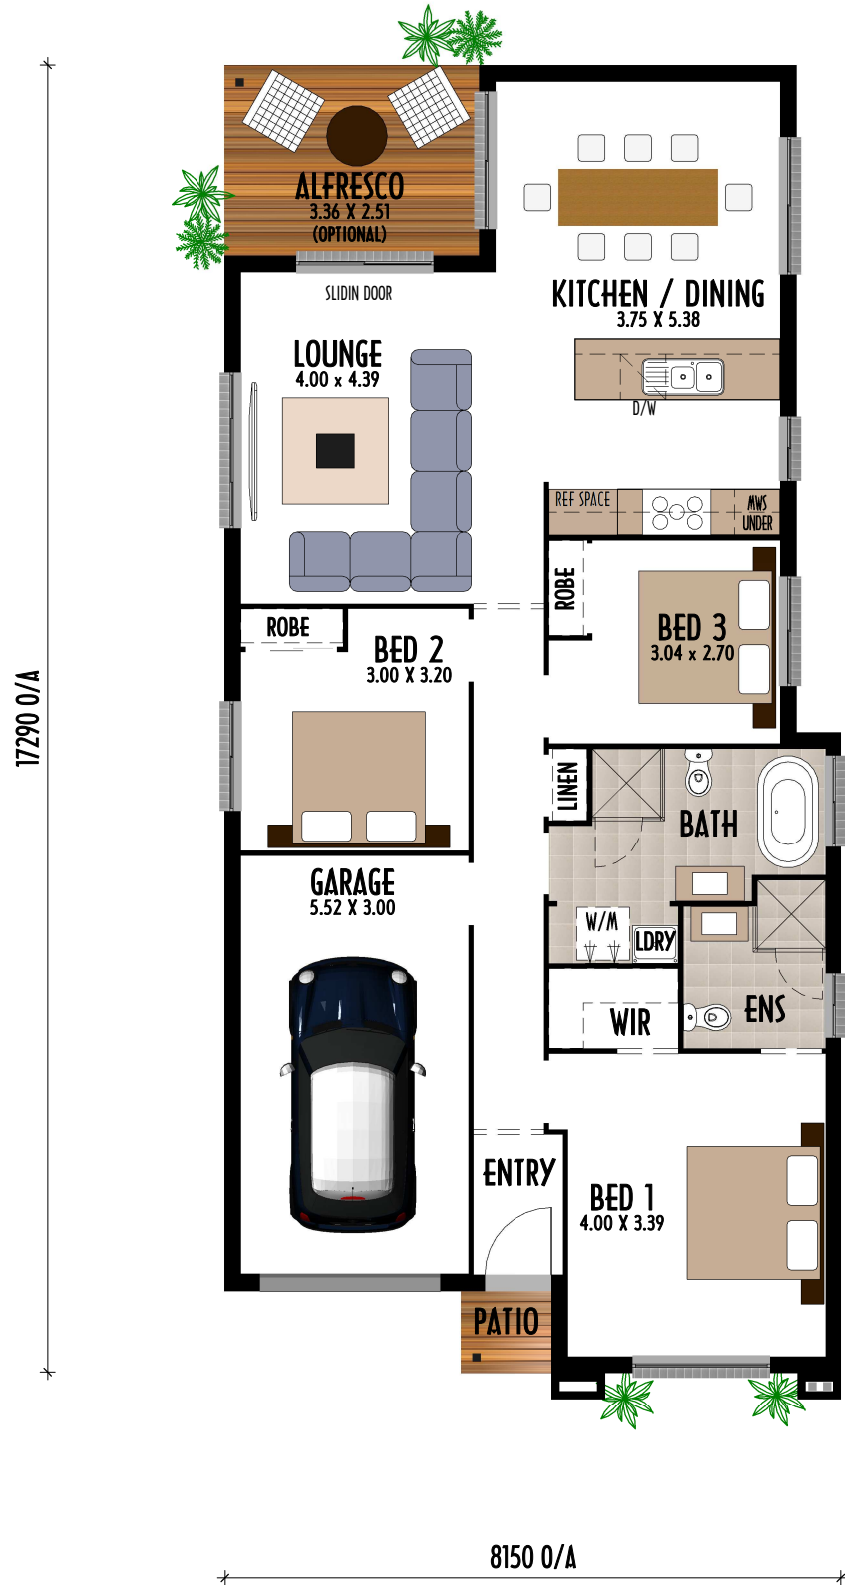 ALFRESCO
3.36 X 2.51
(OPTIONAL)
SLIDIN DOOR
KITCHEN / DINING
3.75 X 5.38
LOUNGE
4.00 x 4.39
D/W
REF SPACE
MWS
UNDER
ROBE
BED 3
3.04 x 2.70
ROBE
BED 2
3.00 X 3.20
17290 O/A
LINEN
BATH
GARAGE
5.52 X 3.00
W/M
LDRY
WIR
ENS
ENTRY
BED 1
4.00 X 3.39
PATIO
8150 O/A